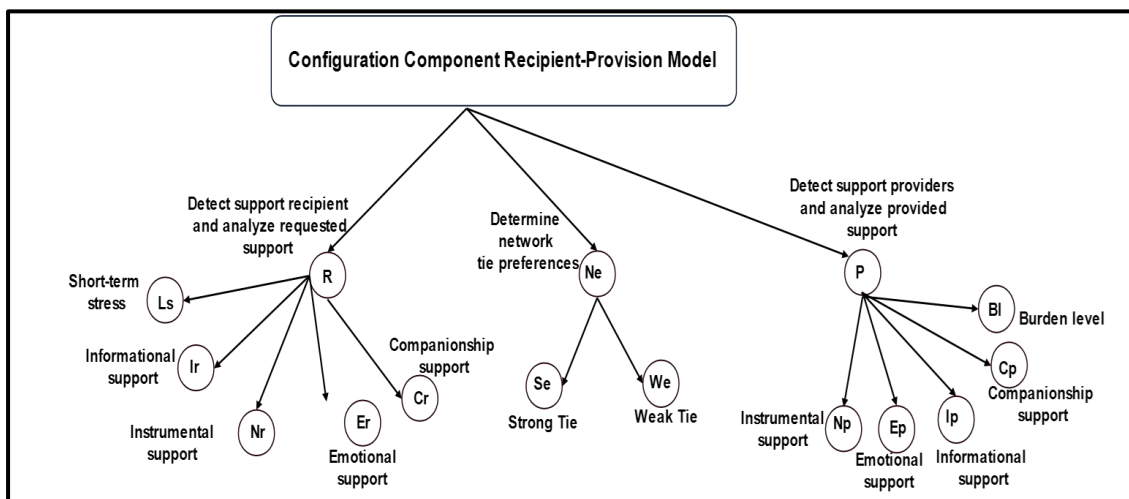 Configuration Component Recipient-Provision Model
Detect support recipient
and analyze requested
support
R
Short-term
stress
Ls
Informational
support
Ir
Instrumental
support
Nr
Er
Emotional
support
Companionship
support
Cr
Determine
network
tie preferences
Ne
Se
Strong Tie
We
Weak Tie
Detect support providers
and analyze provided
support
P
Bl
Burden level
Cp
Companionship
support
Instrumental
support
Np
Ep
Emotional
support
Ip
Informational
support